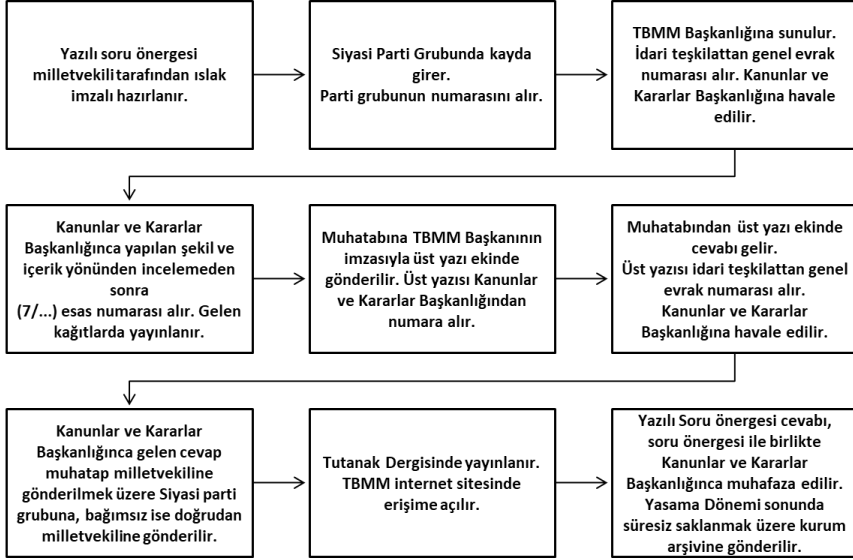 Yazılı soru önergesi
milletvekili tarafından ıslak
imzalı hazırlanır.
Siyasi Parti Grubunda kayda
girer.
Parti grubunun numarasını alır.
TBMM Başkanlığına sunulur.
İdari teşkilattan genel evrak
numarası alır. Kanunlar ve
Kararlar Başkanlığına havale
edilir.
Kanunlar ve Kararlar
Başkanlığınca yapılan şekil ve
içerik yönünden incelemeden
sonra
(7/...) esas numarası alır. Gelen
kağıtlarda yayınlanır.
Muhatabına TBMM Başkanının
imzasıyla üst yazı ekinde
gönderilir. Üst yazısı Kanunlar
ve Kararlar Başkanlığından
numara alır.
Muhatabından üst yazı ekinde
cevabı gelir.
Üst yazısı idari teşkilattan genel
evrak numarası alır.
Kanunlar ve Kararlar
Başkanlığına havale edilir.
Kanunlar ve Kararlar
Başkanlığınca gelen cevap
muhatap milletvekiline
gönderilmek üzere Siyasi parti
grubuna, bağımsız ise doğrudan
milletvekiline gönderilir.
Tutanak Dergisinde yayınlanır.
TBMM internet sitesinde
erişime açılır.
Yazılı Soru önergesi cevabı,
soru önergesi ile birlikte
Kanunlar ve Kararlar
Başkanlığınca muhafaza edilir.
Yasama Dönemi sonunda
süresiz saklanmak üzere kurum
arşivine gönderilir.